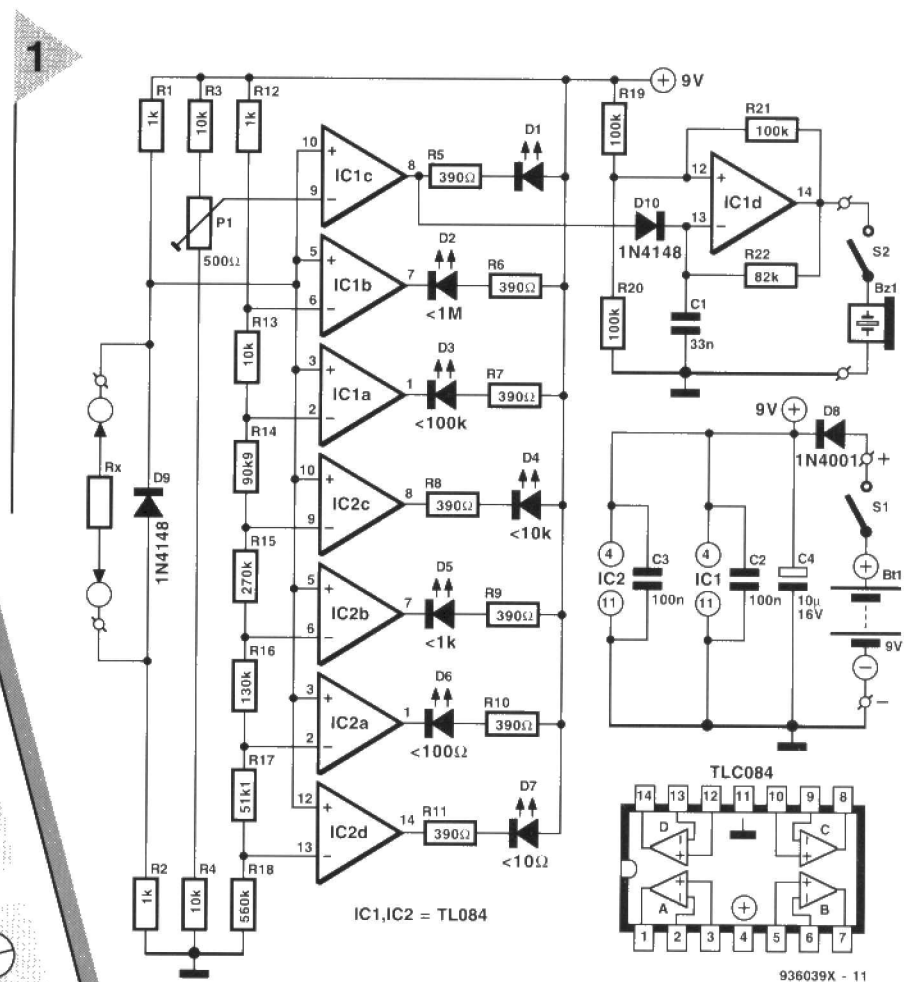 1
R1
1k
R3
10k
R12
1k
P1
500Ω
R13
10k
R14
90k9
R15
270k
R16
130k
R17
51k1
R18
560k
R2
1k
R4
10k
Rx
D9
1N4148
10
+
9
−
IC1c
8
R5
390Ω
D1
5
+
6
−
IC1b
7
D2
<1M
R6
390Ω
3
+
2
−
IC1a
1
D3
<100k
R7
390Ω
10
+
9
−
IC2c
8
R8
390Ω
D4
<10k
5
+
6
−
IC2b
7
D5
<1k
R9
390Ω
3
+
2
−
IC2a
1
D6
<100Ω
R10
390Ω
12
+
13
−
IC2d
14
R11
390Ω
D7
<10Ω
IC1,IC2 = TL084
+ 9V
R19
100k
R20
100k
R21
100k
12
+
13
−
IC1d
14
D10
1N4148
R22
82k
C1
33n
S2
Bz1
9V +
D8
1N4001
+
S1
+
Bt1
9V
−
−
4
IC2
11
C3
100n
4
IC1
11
C2
100n
C4
10µ
16V
TLC084
14 13 12 11 10 9 8
D
C
A
B
+
1 2 3 4 5 6 7
936039X - 11